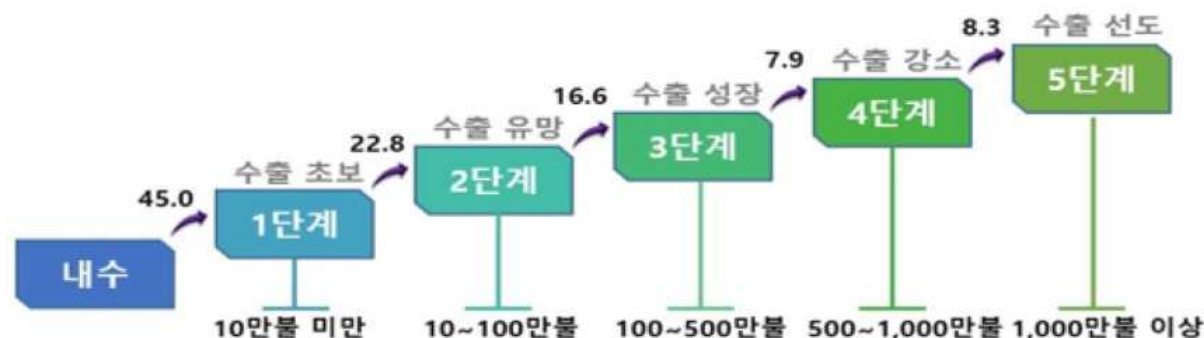 8.3 수출 선도
7.9 수출 강소 5단계
16.6 수출 성장 4단계
22.8 수출 유망 3단계
45.0 수출 초보 2단계
내수 1단계
10만불 미만 10~100만불 100~500만불 500~1,000만불 1,000만불 이상